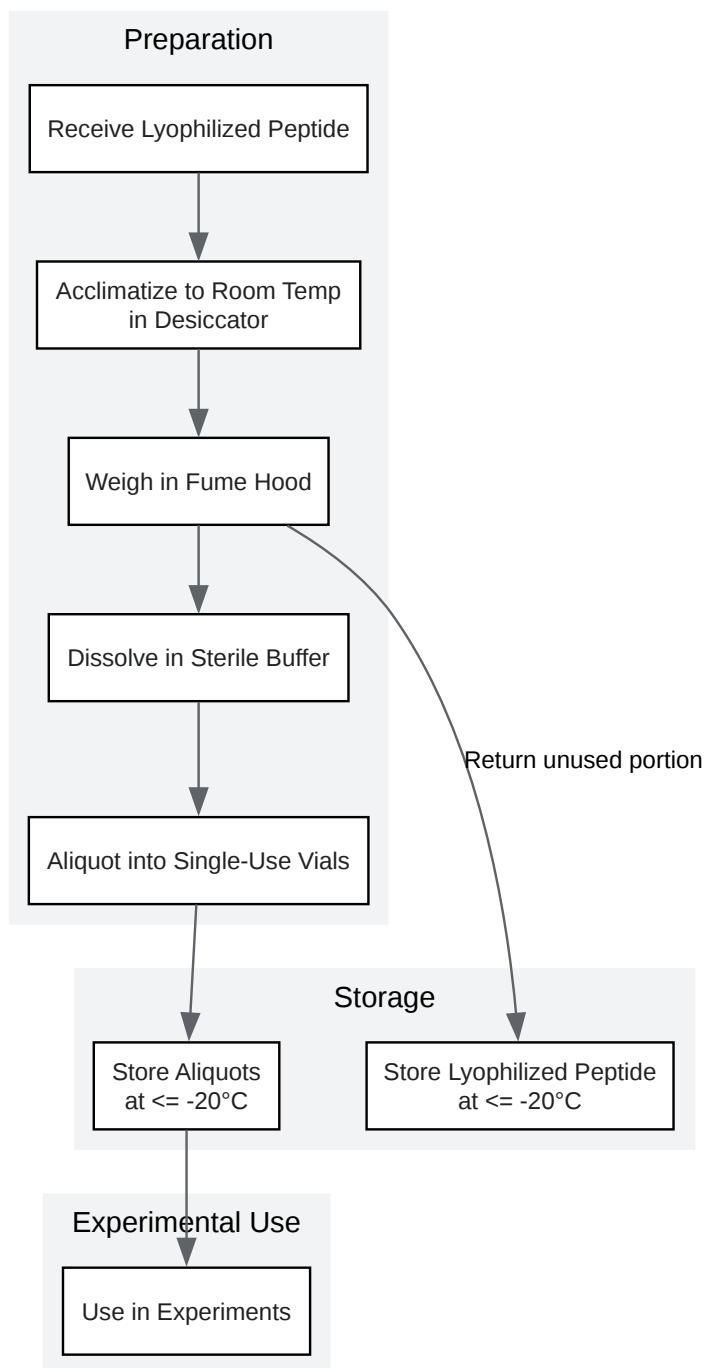 Preparation
Receive Lyophilized Peptide
Acclimatize to Room Temp
in Desiccator
Weigh in Fume Hood
Dissolve in Sterile Buffer
Return unused portion
Aliquot into Single-Use Vials
Storage
Store Aliquots
at <= -20°C
Store Lyophilized Peptide
at <= -20°C
Experimental Use
Use in Experiments